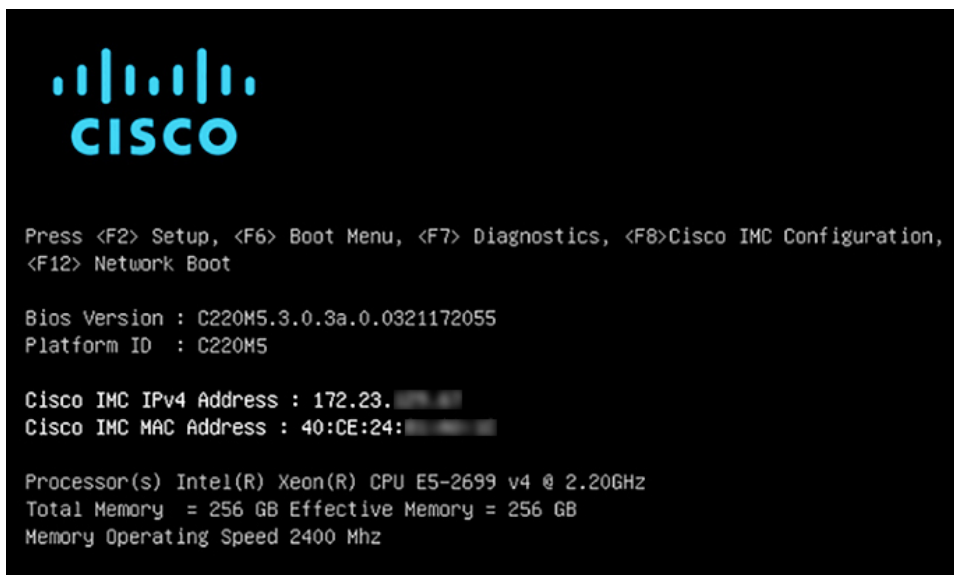 CISCO
Press <F2> Setup, <F6> Boot Menu, <F7> Diagnostics, <F8>Cisco IMC Configuration,
<F12> Network Boot
Bios Version : C220M5.3.0.3a.0.0321172055
Platform ID : C220M5
Cisco IMC IPv4 Address : 172.23.
Cisco IMC MAC Address : 40:CE:24:
Processor(s) Intel(R) Xeon(R) CPU E5-2699 v4 @ 2.20GHz
Total Memory = 256 GB Effective Memory = 256 GB
Memory Operating Speed 2400 Mhz